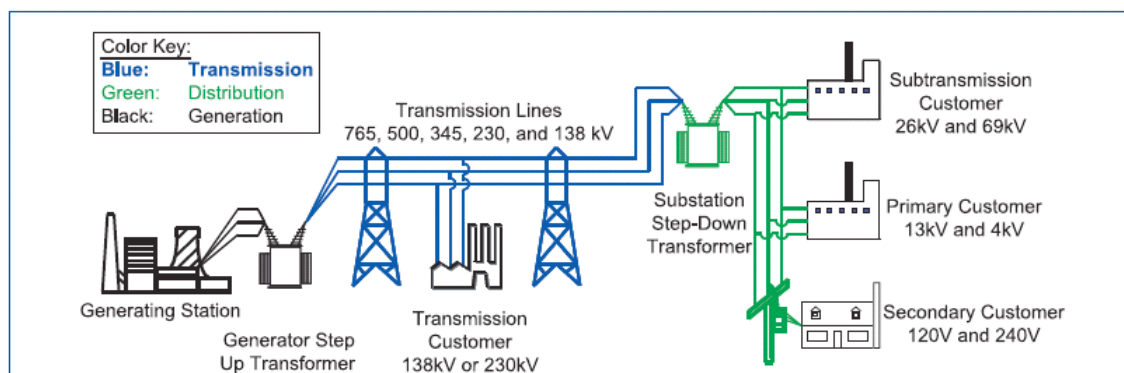 Color Key:
Blue: Transmission
Green: Distribution
Black: Generation
Transmission Lines
765, 500, 345, 230, and 138 kV
Subtransmission
Customer
26kV and 69kV
Substation
Step-Down
Transformer
Primary Customer
13kV and 4kV
Generating Station
Generator Step
Up Transformer
Transmission
Customer
138kV or 230kV
Secondary Customer
120V and 240V